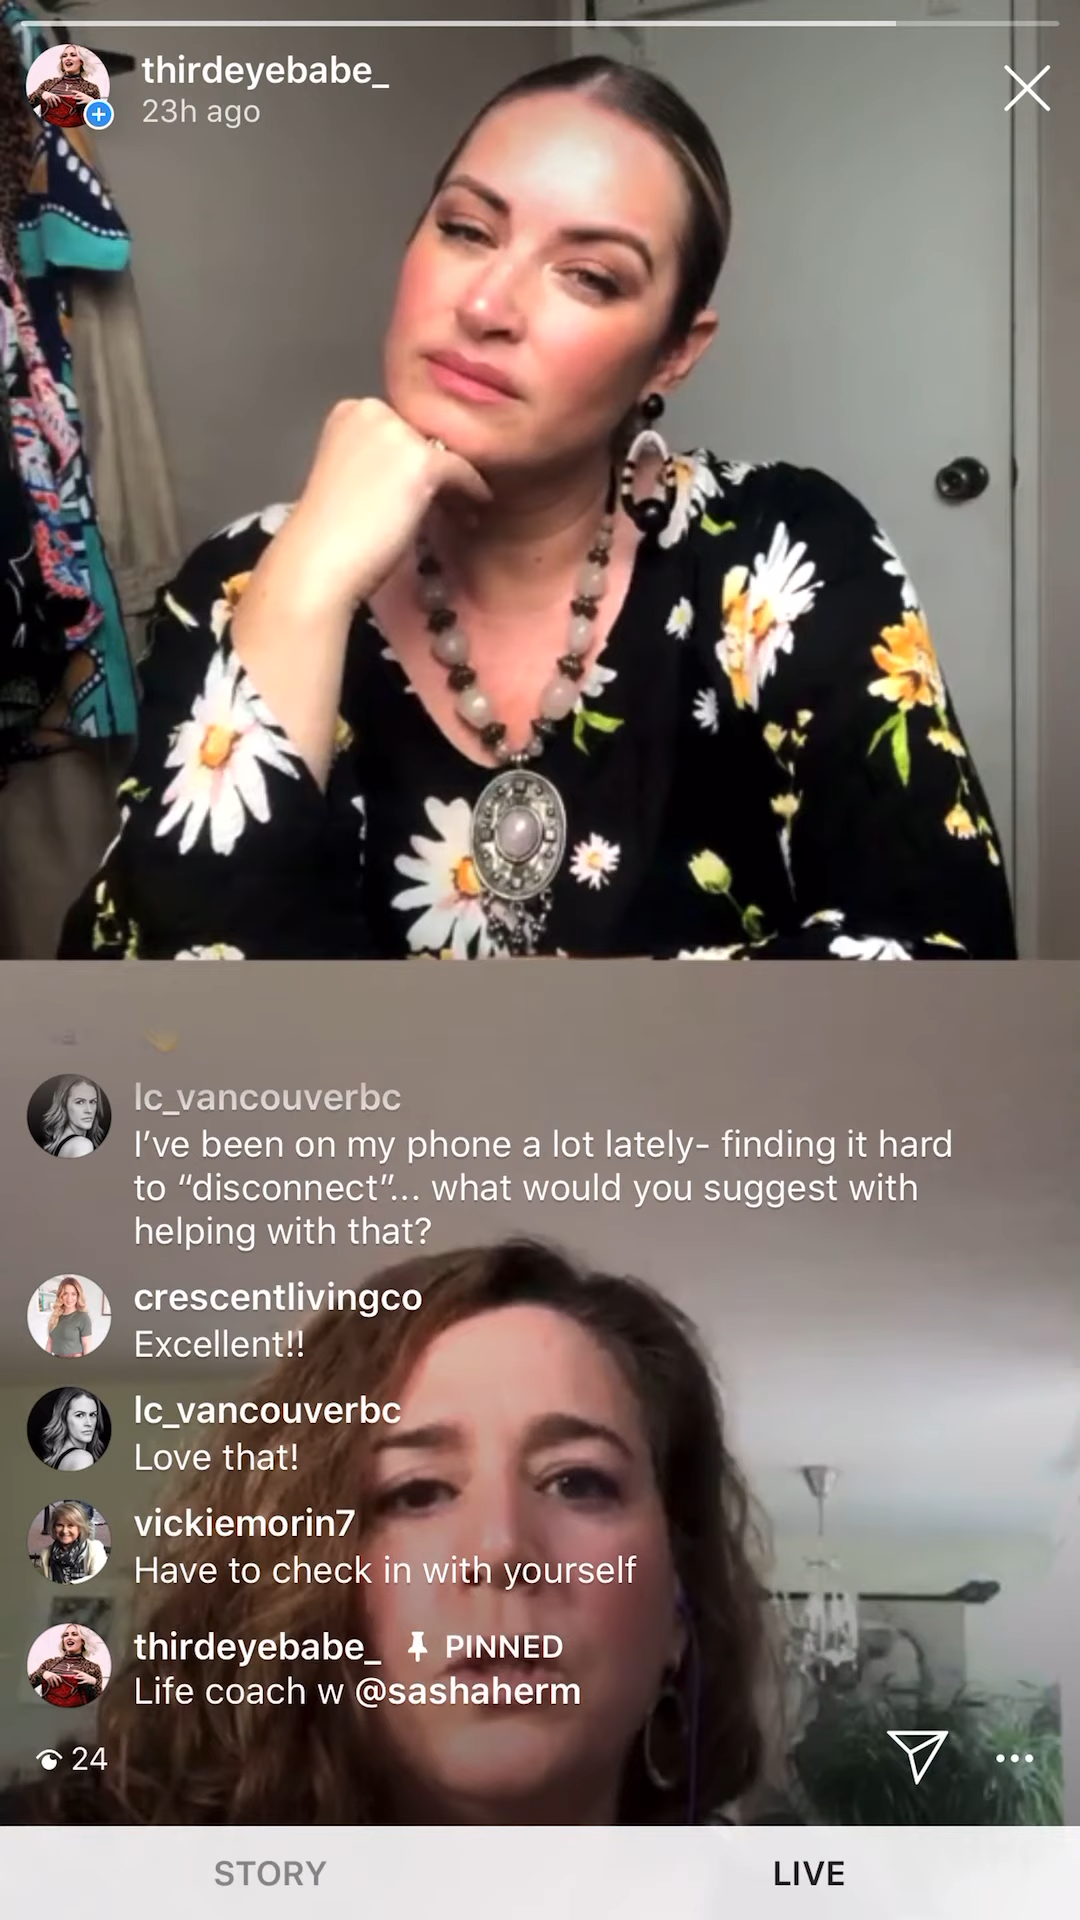 thirdeyebabe_
23h ago
lc_vancouverbc
I've been on my phone a lot lately- finding it hard
to “disconnect”... what would you suggest with
helping with that?
crescentlivingco
Excellent!!
lc_vancouverbc
Love that!
vickiemorin7
Have to check in with yourself
thirdeyebabe_ PINNED
Life coach w @sashaherm
24
STORY LIVE